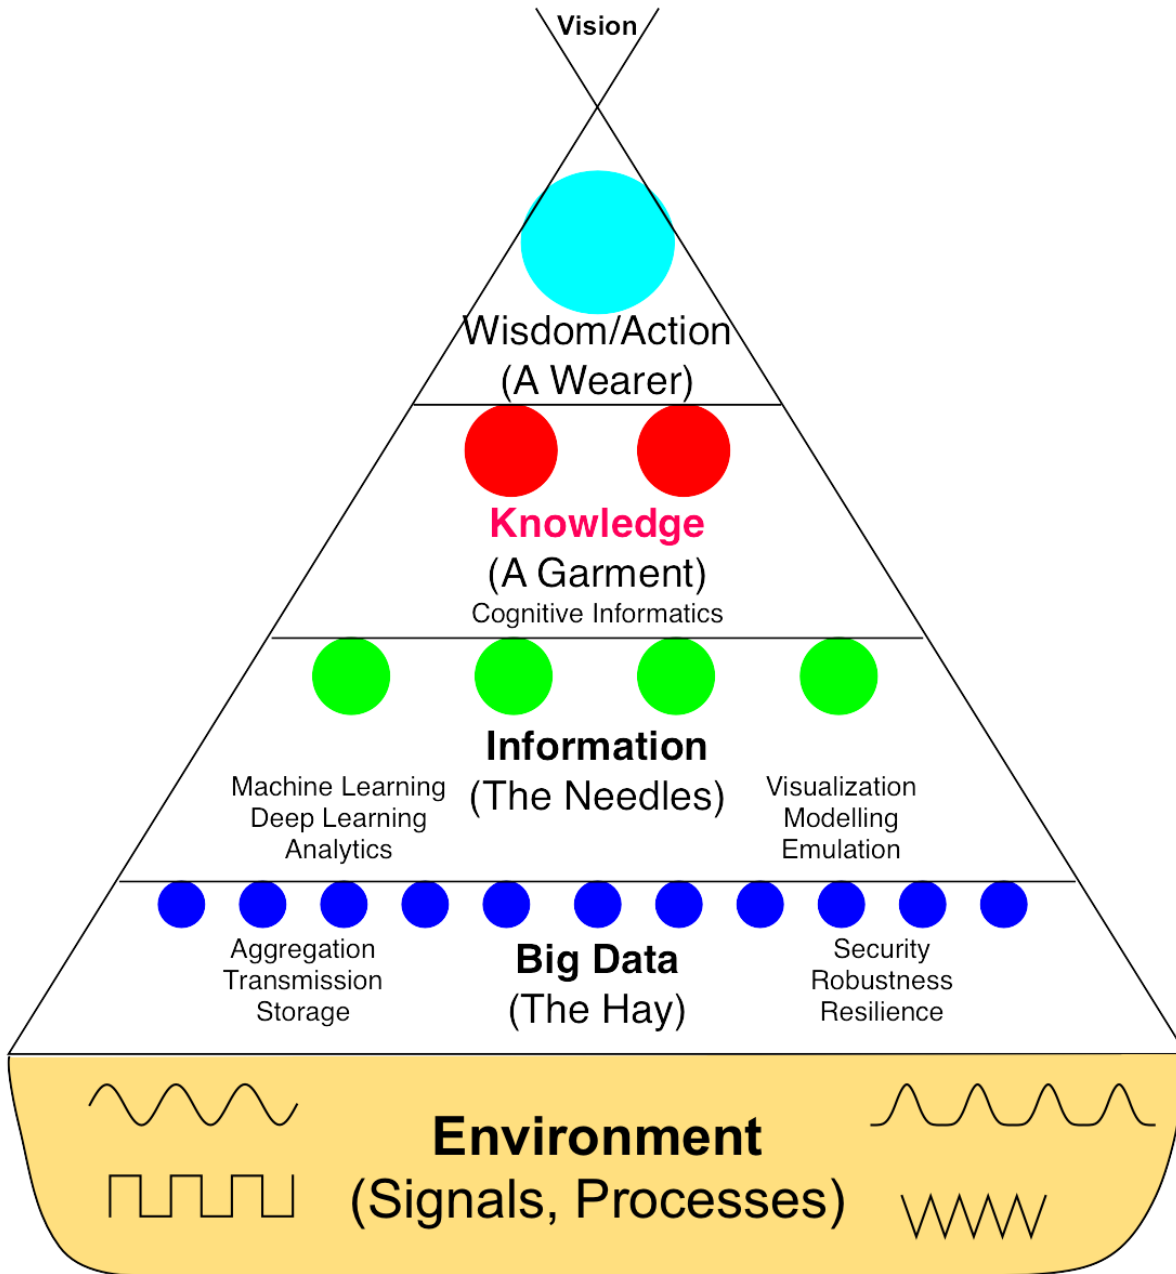 Vision
Wisdom/Action
(A Wearer)
Knowledge
(A Garment)
Cognitive Informatics
Information
(The Needles)
Machine Learning
Deep Learning
Analytics
Visualization
Modelling
Emulation
Big Data
(The Hay)
Aggregation
Transmission
Storage
Security
Robustness
Resilience
Environment
(Signals, Processes)